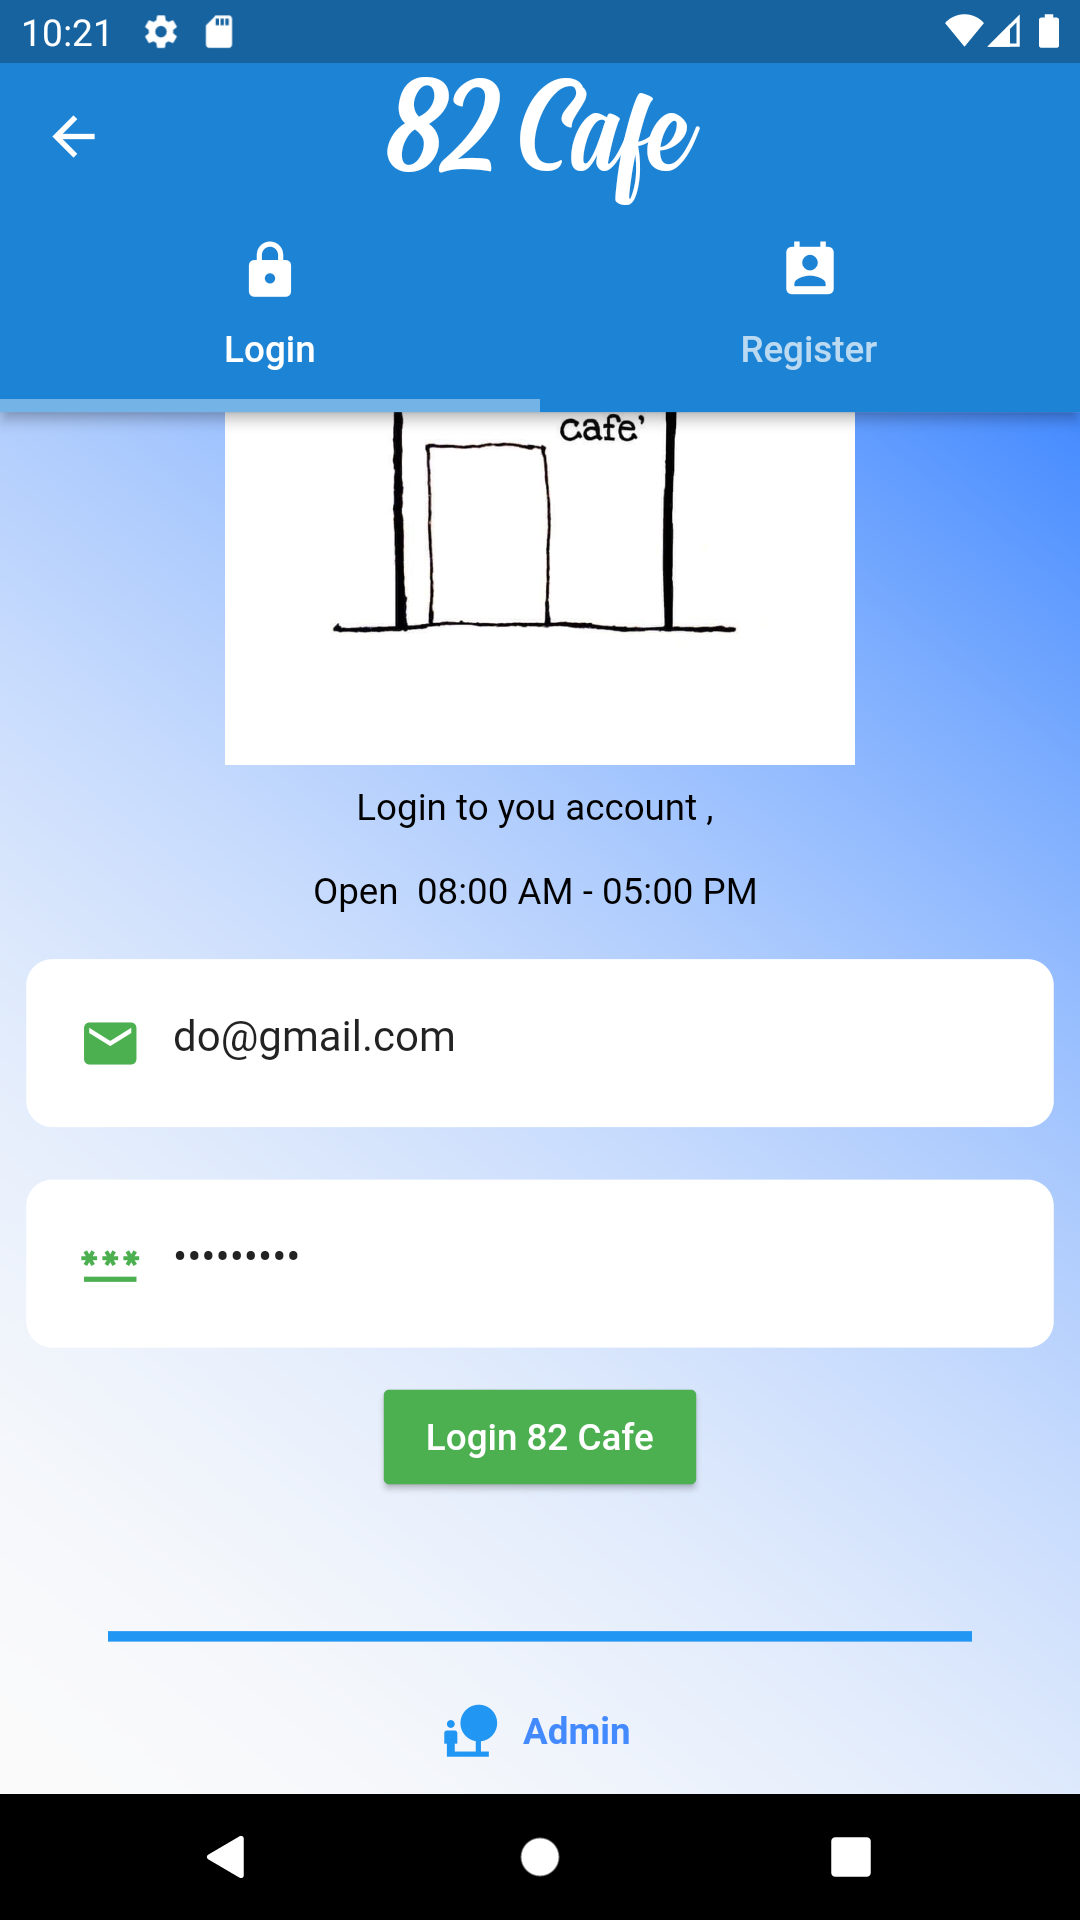 10:21
82 Cafe
Login
Register
cafe’
Login to you account ,
Open  08:00 AM - 05:00 PM
do@gmail.com
•••••••••
Login 82 Cafe
Admin